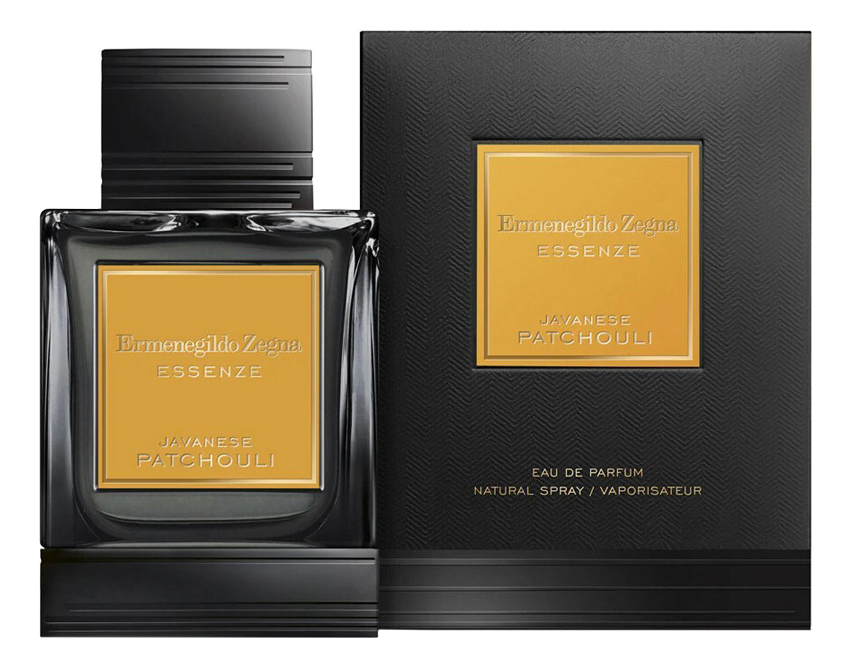 Ermenegildo Zegna
ESSENZE
JAVANESE
PATCHOULI
Ermenegildo Zegna
ESSENZE
JAVANESE
PATCHOULI
EAU DE PARFUM
NATURAL SPRAY / VAPORISATEUR